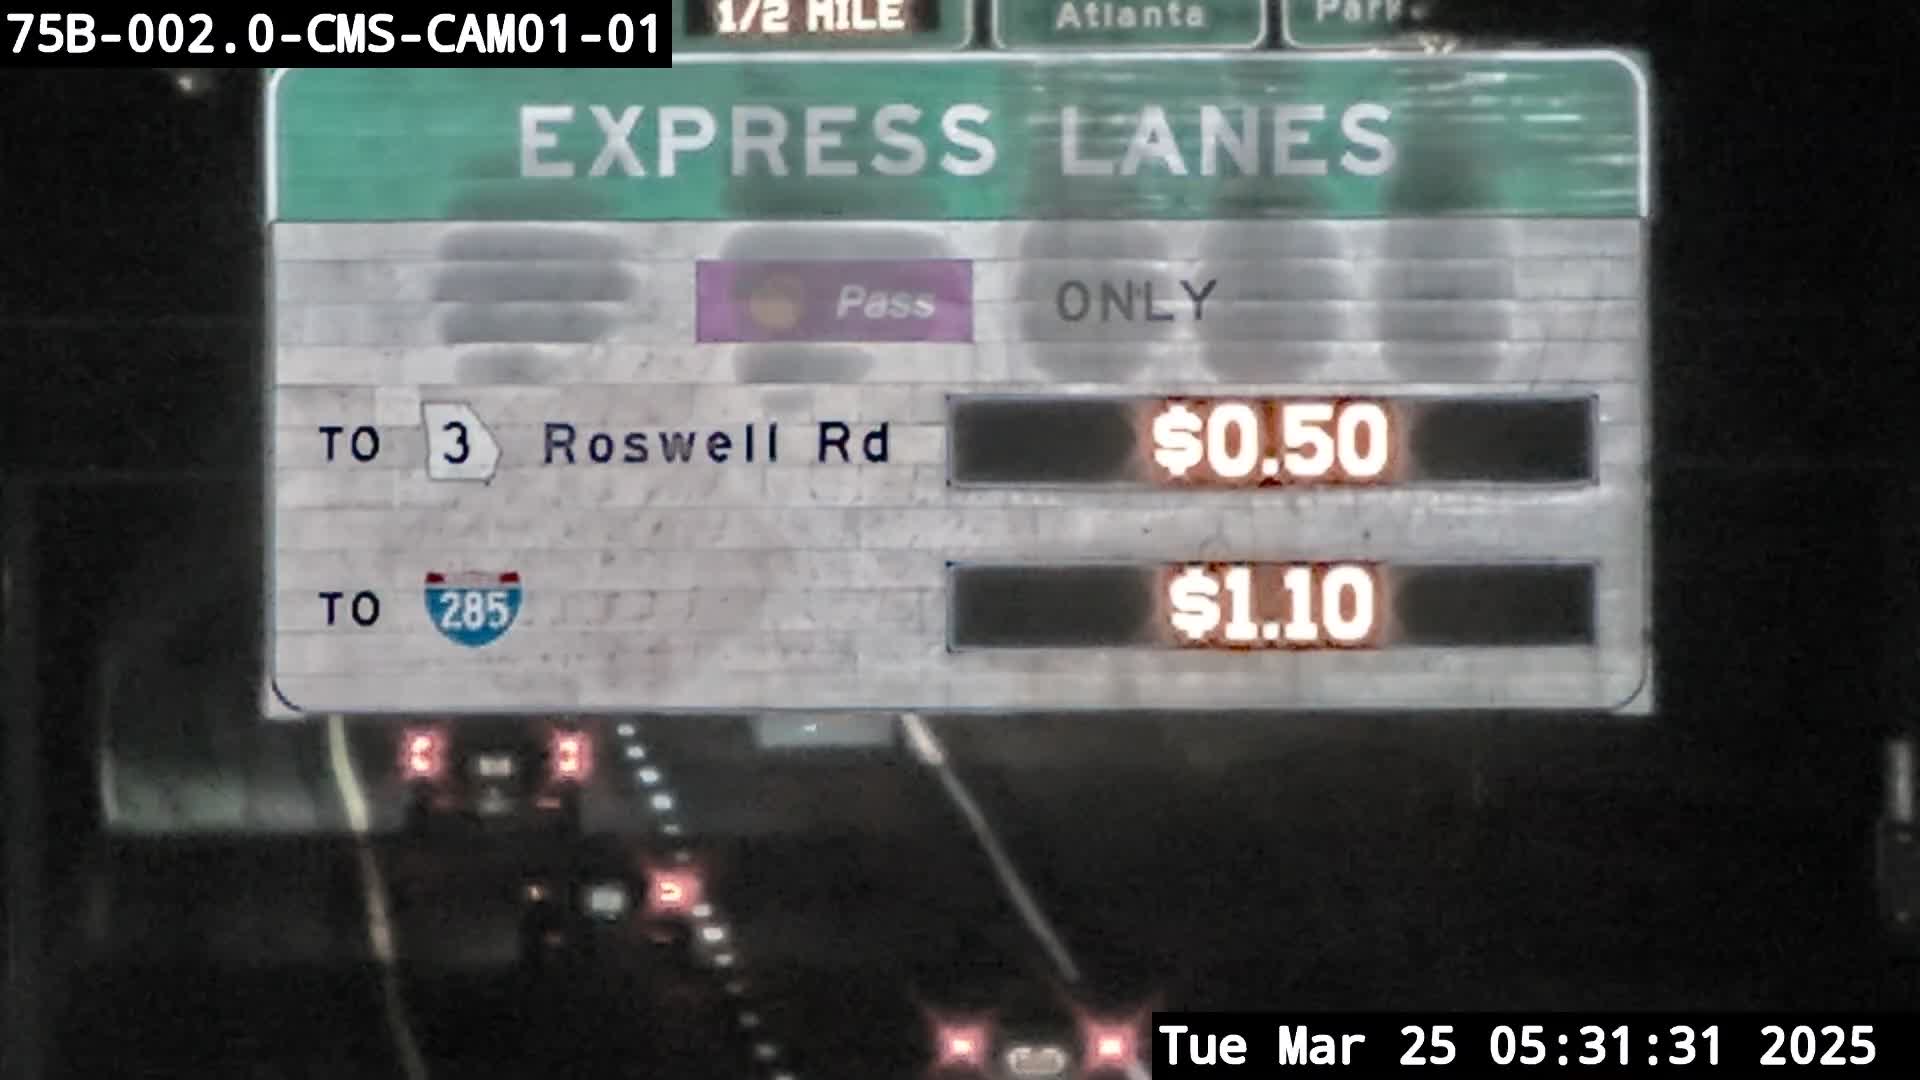 75B-002.0-CMS-CAM01-01
1/2 MILE
Atlanta
EXPRESS LANES
Pass ONLY
TO 3 Roswell Rd $0.50
TO 285 $1.10
Tue Mar 25 05:31:31 2025